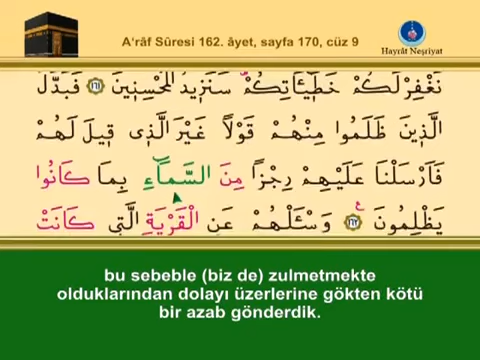 A'râf Sûresi 162. âyet, sayfa 170, cüz 9
Hayrât Neşriyat
نَغْفِرْ لَكُمْ خَطِٓيـَٔاتِكُمْ سَنَزِيدُ الْمُحْسِنِينَ ﴿١٦١﴾ فَبَدَّلَ
الَّذِينَ ظَلَمُوا مِنْهُمْ قَوْلًا غَيْرَ الَّذِى قِيلَ لَهُمْ
فَاَرْسَلْنَا عَلَيْهِمْ رِجْزًا مِنَ السَّمَٓاءِ بِمَا كَانُوا
يَظْلِمُونَ ﴿١٦٢﴾ وَسْـَٔلْهُمْ عَنِ الْقَرْيَةِ الَّتِى كَانَتْ
bu sebeble (biz de) zulmetmekte
olduklarından dolayı üzerlerine gökten kötü
bir azab gönderdik.